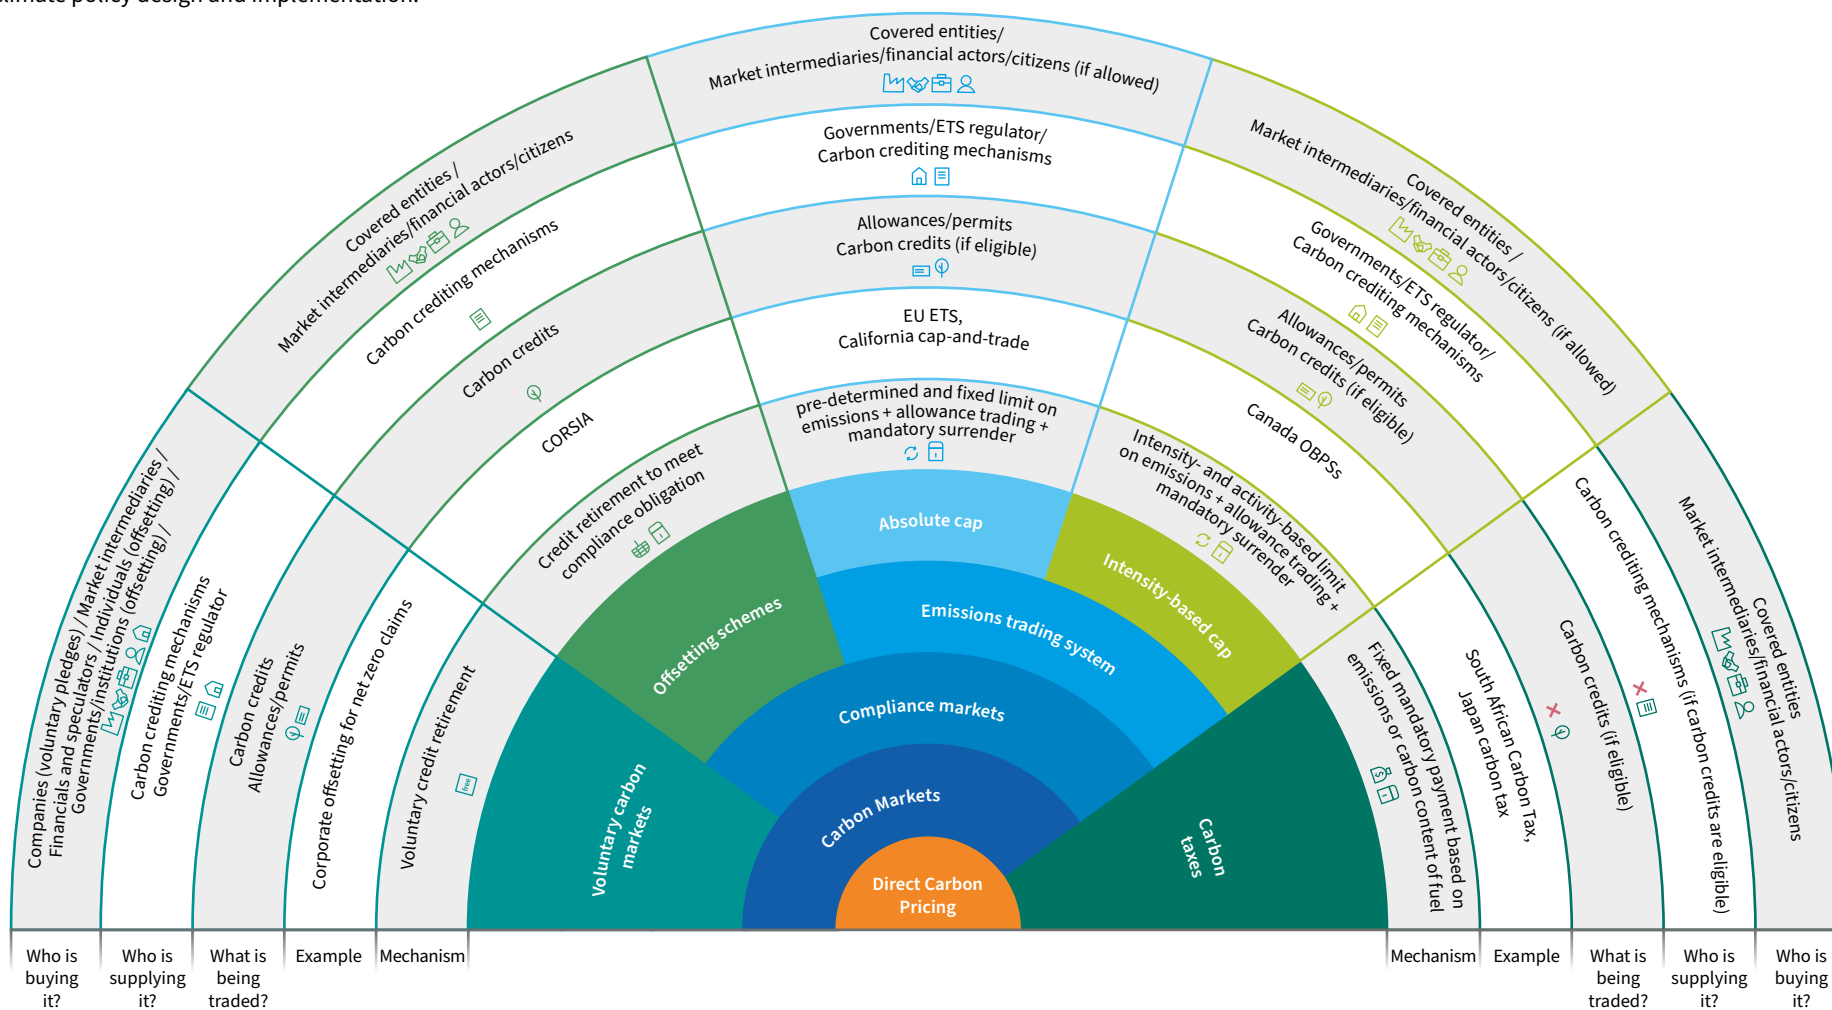 ximate policy design and implementation.
Covered entities/
Market intermediaries/financial actors/citizens (if allowed)
Governments/ETS regulator/
Carbon crediting mechanisms
Allowances/permits
Carbon credits (if eligible)
EU ETS,
California cap-and-trade
pre-determined and fixed limit on
emissions + allowance trading +
mandatory surrender
Absolute cap
Covered entities /
Market intermediaries/financial actors/citizens
Carbon crediting mechanisms
Carbon credits
CORSIA
Credit retirement to meet
compliance obligation
Offsetting schemes
Covered entities /
Market intermediaries/financial actors/citizens (if allowed)
Governments/ETS regulator/
Carbon crediting mechanisms
Allowances/permits
Carbon credits (if eligible)
Canada OBPSs
Intensity- and activity-based limit
on emissions + allowance trading +
mandatory surrender
Intensity-based cap
Emissions trading system
Compliance markets
Carbon Markets
Direct Carbon
Pricing
Companies (voluntary pledges) / Market intermediaries /
Financials and speculators / Individuals (offsetting) /
Governments/institutions (offsetting) /
Carbon crediting mechanisms
Governments/ETS regulator
Carbon credits
Allowances/permits
Corporate offsetting for net zero claims
Voluntary credit retirement
free
Voluntary carbon
markets
Carbon
taxes
Fixed mandatory payment based on
emissions or carbon content of fuel
$
South African Carbon Tax,
Japan carbon tax
Carbon credits (if eligible)
Carbon crediting mechanisms (if carbon credits are eligible)
Covered entities
Market intermediaries/financial actors/citizens
Who is
buying
it?
Who is
supplying
it?
What is
being
traded?
Example
Mechanism
Mechanism
Example
What is
being
traded?
Who is
supplying
it?
Who is
buying
it?